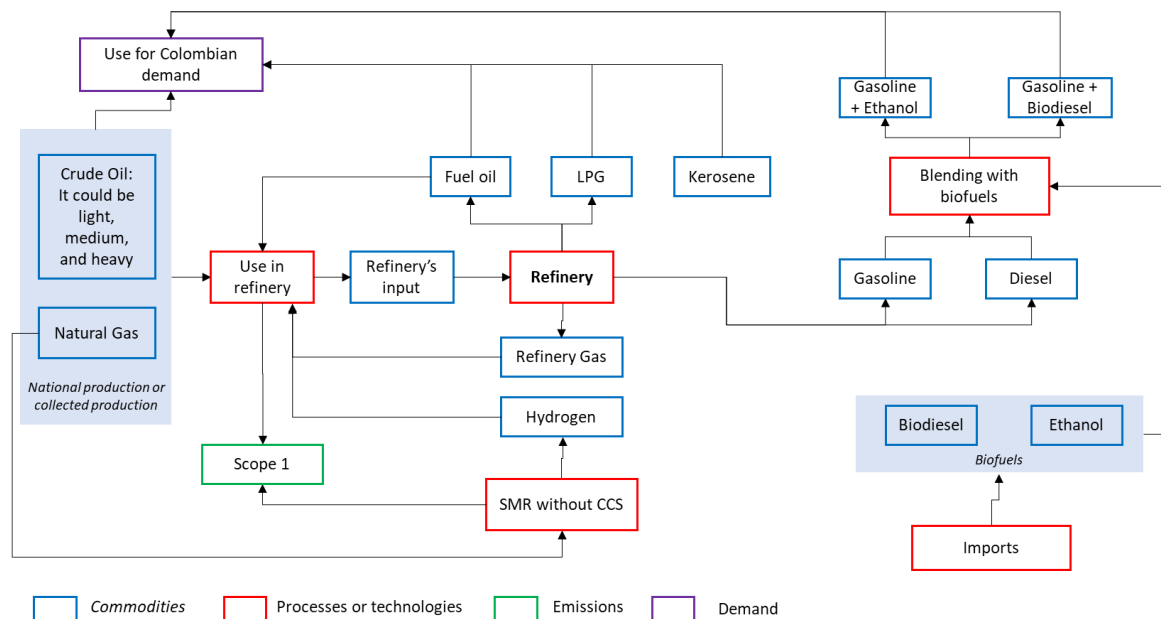 Use for Colombian
demand
Gasoline
+ Ethanol
Gasoline +
Biodiesel
Crude Oil:
It could be
light,
medium,
and heavy
Fuel oil
LPG
Kerosene
Blending with
biofuels
Use in
refinery
Refinery's
input
Refinery
Gasoline
Diesel
Natural Gas
Refinery Gas
National production or
collected production
Hydrogen
Biodiesel
Ethanol
Biofuels
Scope 1
SMR without CCS
Imports
Commodities
Processes or technologies
Emissions
Demand